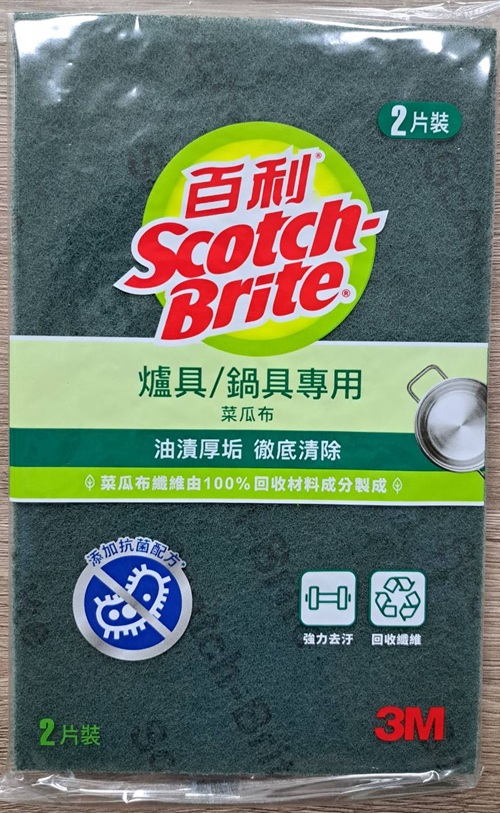 2片裝
百利®
Scotch-
Brite®
爐具/鍋具專用
菜瓜布
油漬厚垢 徹底清除
菜瓜布纖維由100%回收材料成分製成
添加抗菌配方
強力去汙
回收纖維
2片裝
3M